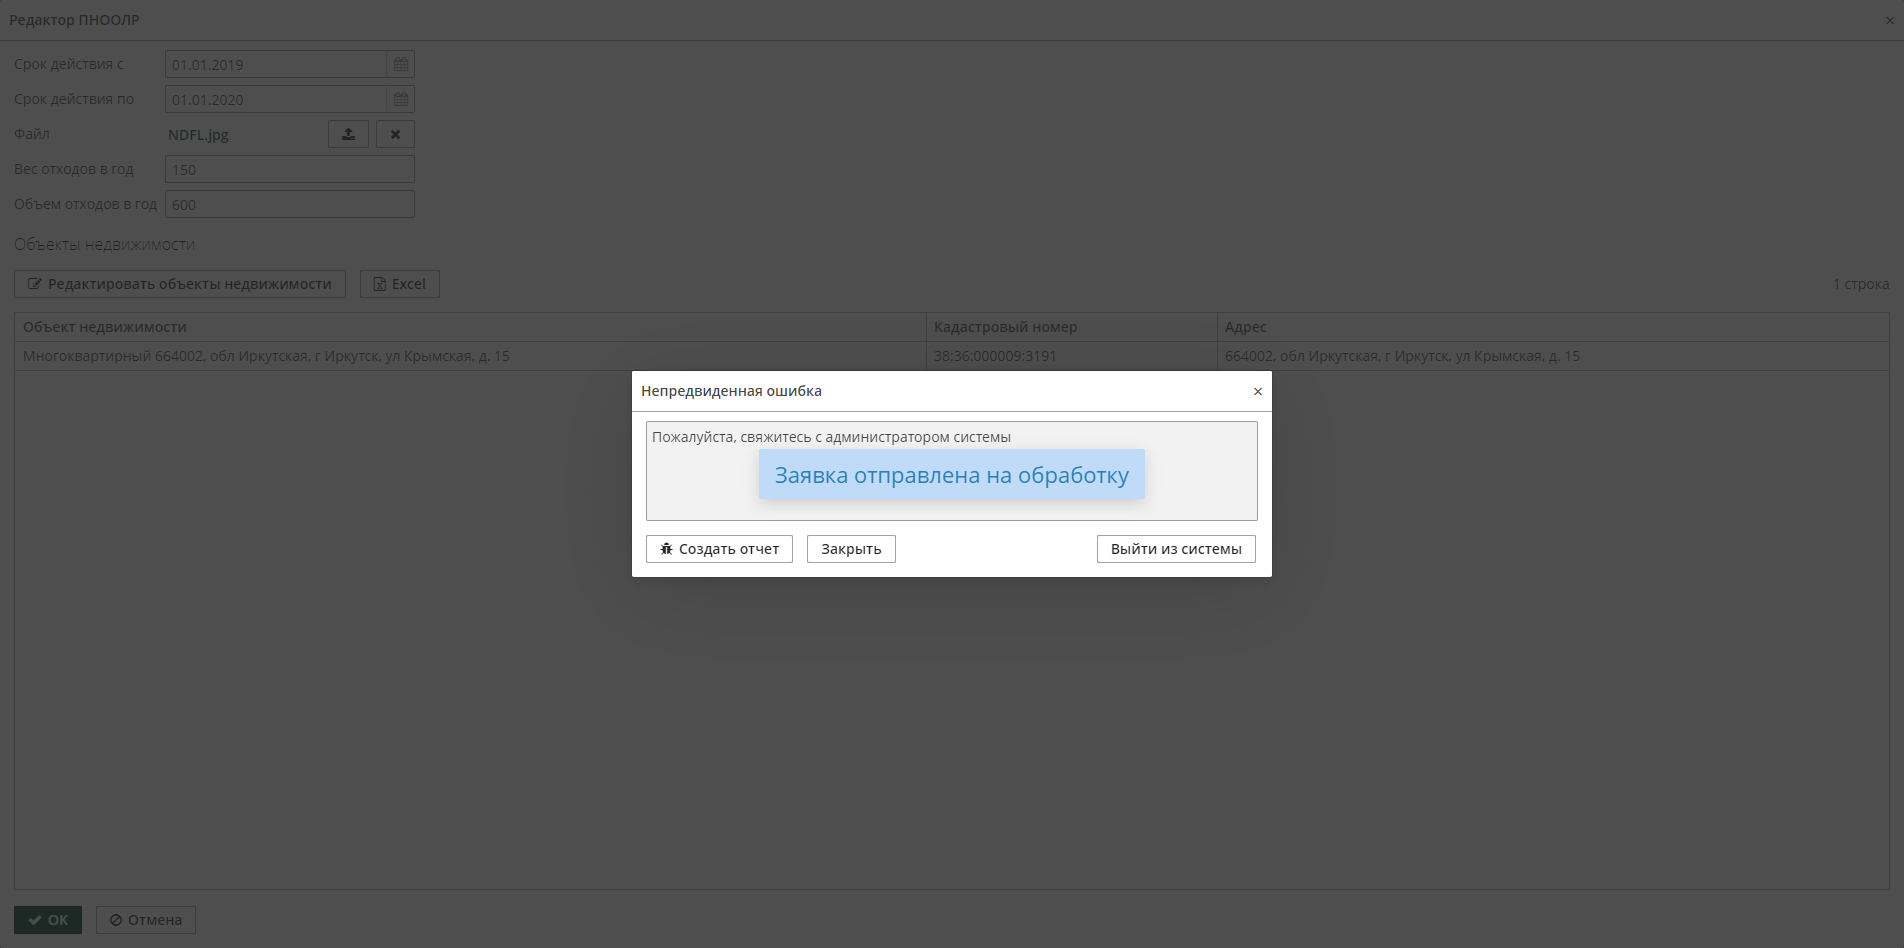 Редактор ПНООЛР ×
Срок действия с 01.01.2019
Срок действия по 01.01.2020
Файл NDFL.jpg
Вес отходов в год 150
Объем отходов в год 600
Объекты недвижимости
Редактировать объекты недвижимости Excel 1 строка
Объект недвижимости Кадастровый номер Адрес
Многоквартирный 664002, обл Иркутская, г Иркутск, ул Крымская, д. 15 38:36:000009:3191 664002, обл Иркутская, г Иркутск, ул Крымская, д. 15
Непредвиденная ошибка ×
Пожалуйста, свяжитесь с администратором системы
Заявка отправлена на обработку
Создать отчет Закрыть Выйти из системы
OK Отмена